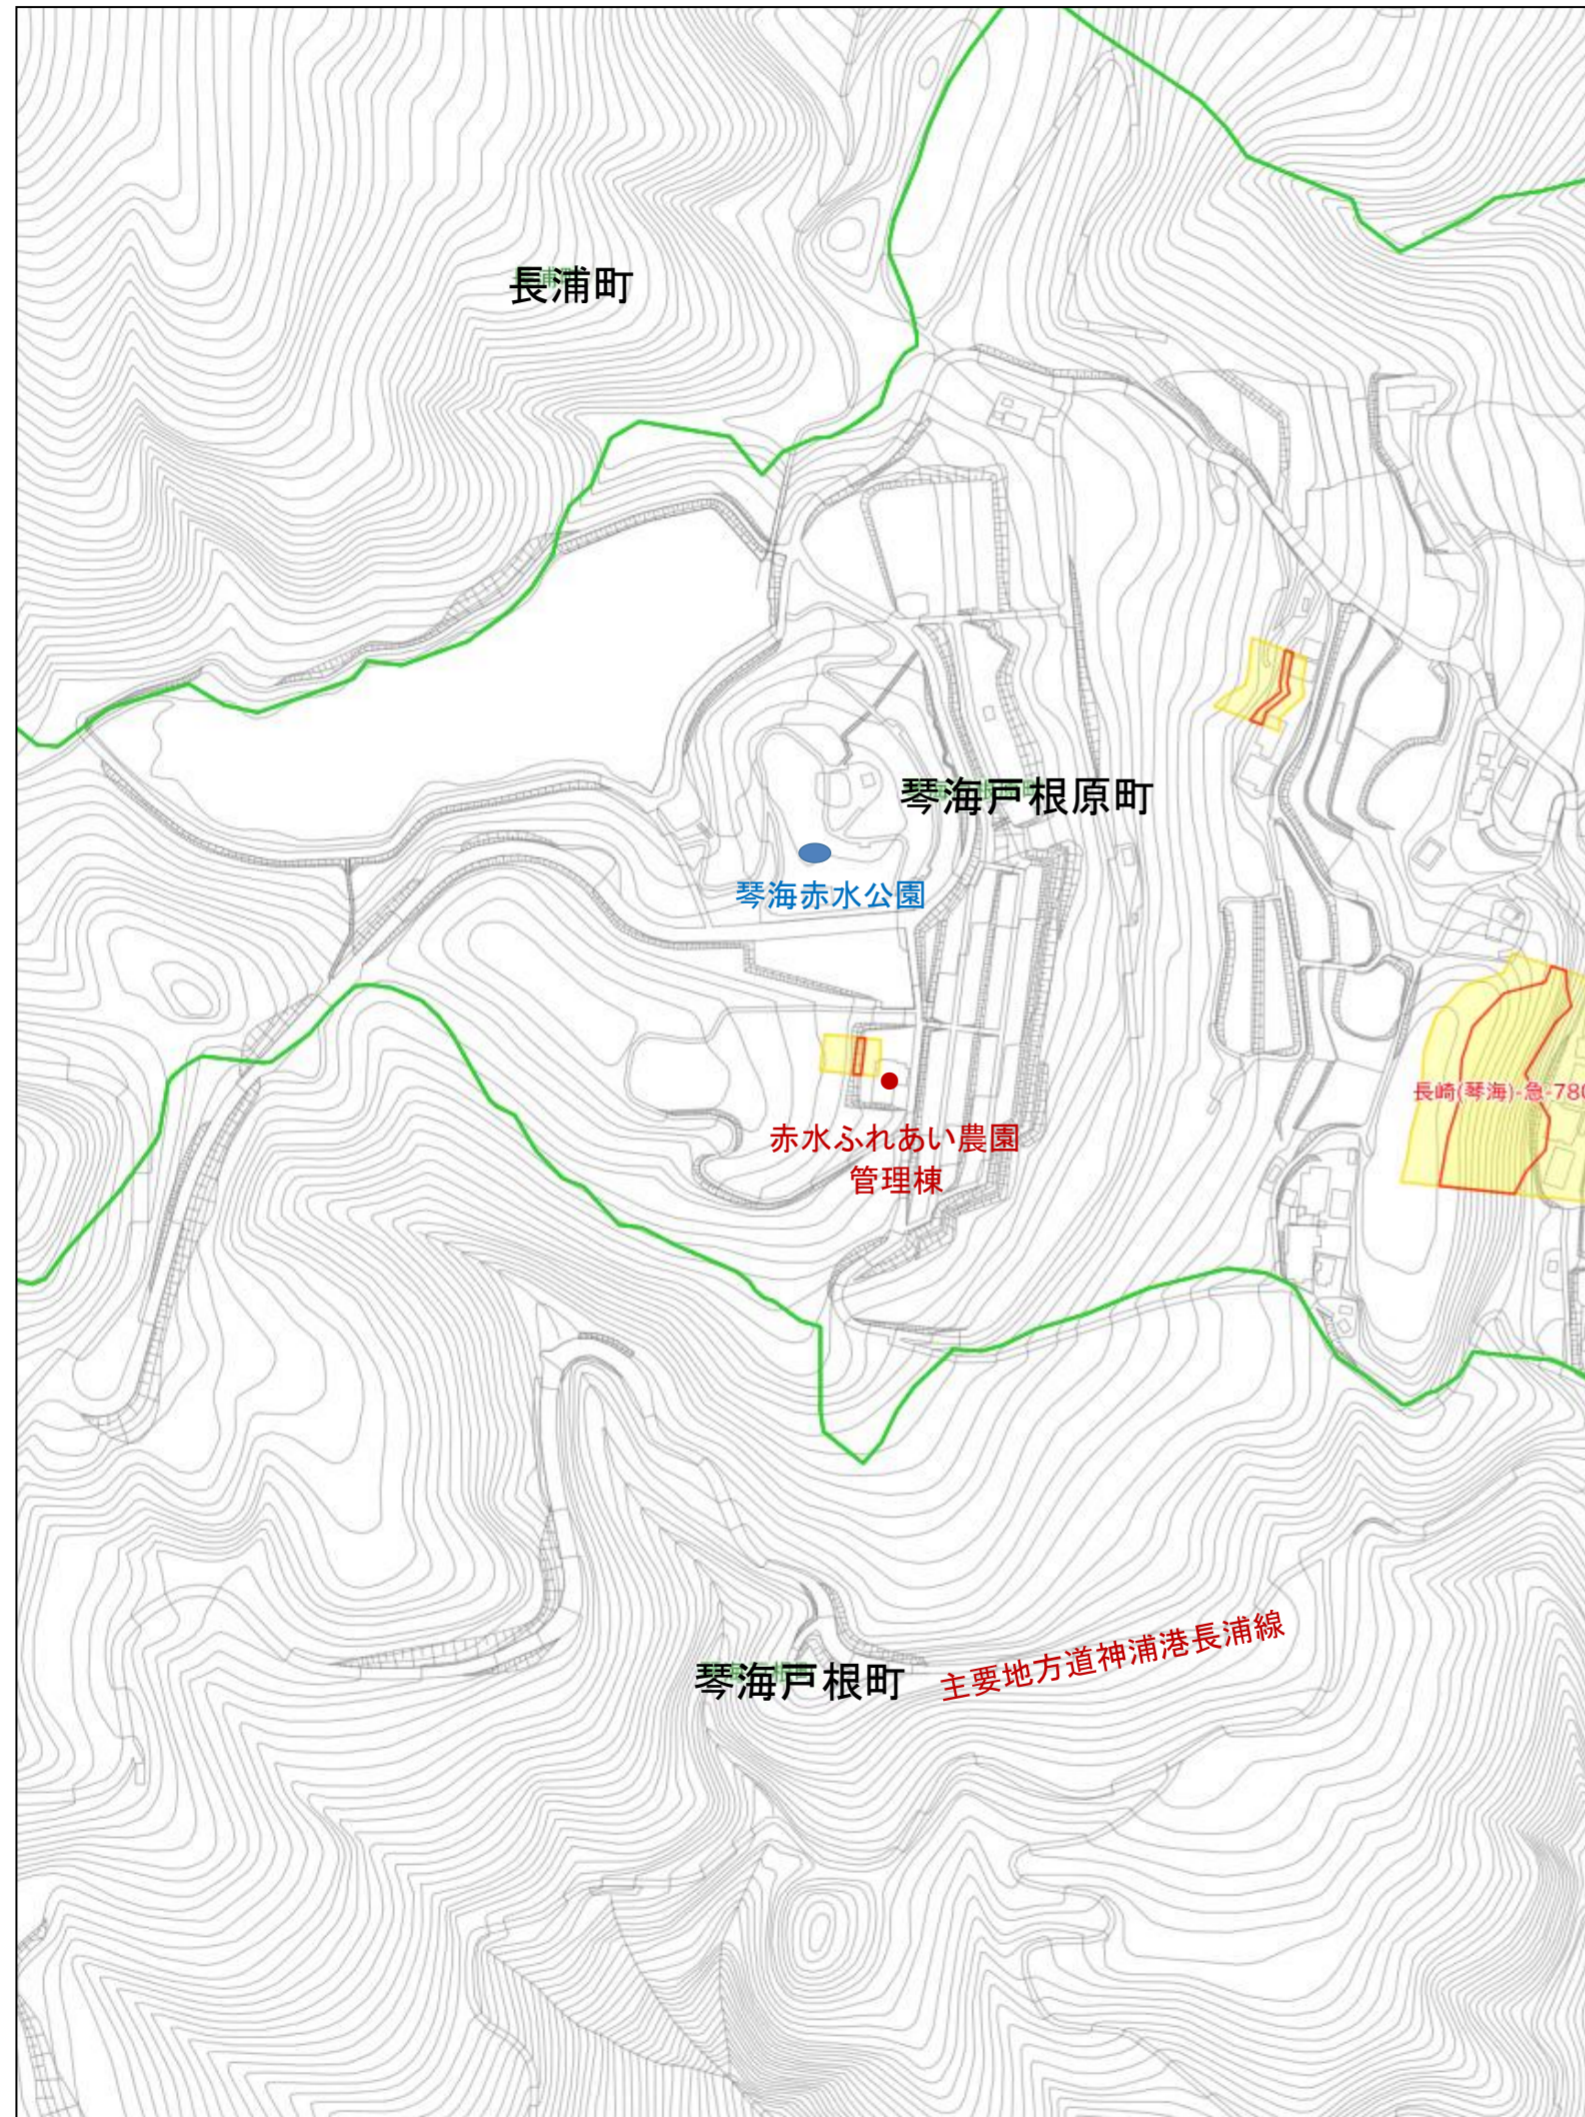 長浦町
琴海戸根原町
琴海赤水公園
長崎(琴海)-急-780
赤水ふれあい農園
管理棟
主要地方道神浦港長浦線
琴海戸根町